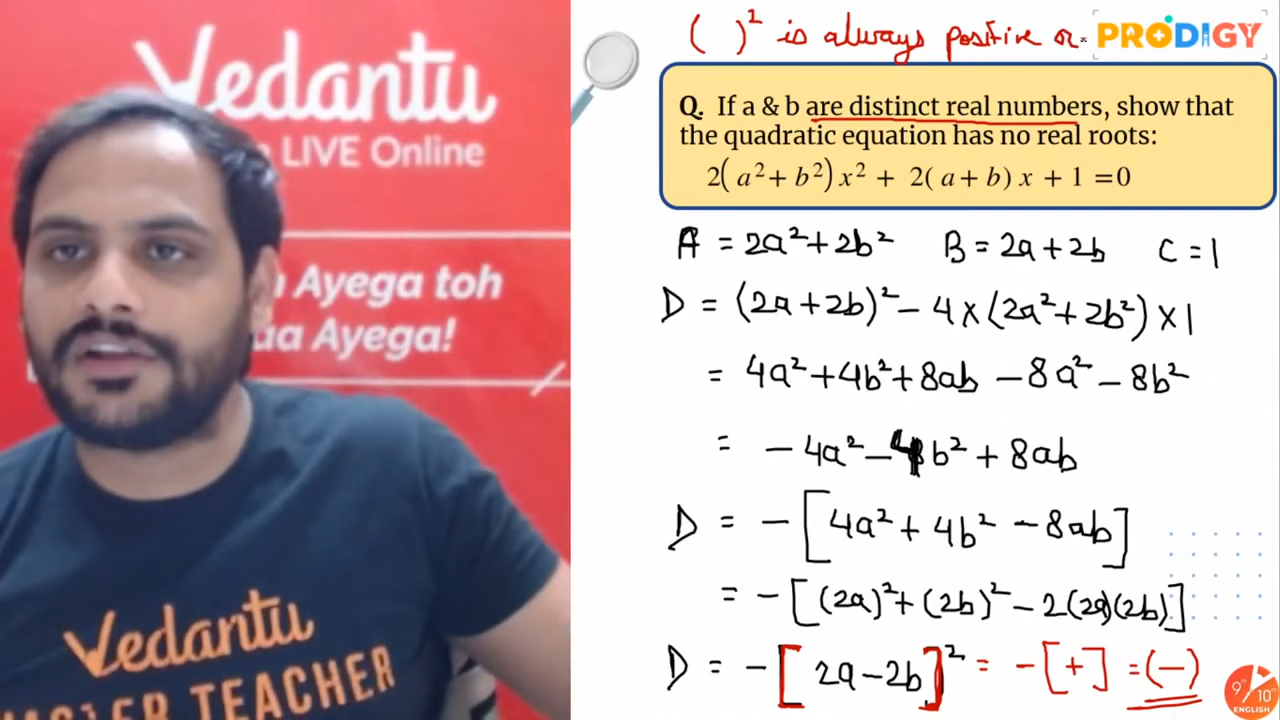 ( )² is always positive or
PRODIGY
Vedantu
LIVE Online
Ayega toh
Ayega!
Vedantu
MASTER TEACHER
Q. If a & b are distinct real numbers, show that
the quadratic equation has no real roots:
2( a² + b² ) x² + 2( a + b ) x + 1 = 0
A = 2a² + 2b² B = 2a + 2b C = 1
D = (2a + 2b)² - 4 × (2a² + 2b²) × 1
= 4a² + 4b² + 8ab - 8a² - 8b²
= - 4a² - 4b² + 8ab
D = - [ 4a² + 4b² - 8ab ]
= - [ (2a)² + (2b)² - 2(2a)(2b) ]
D = - [ 2a - 2b ]² = - [ + ] = (-)
9th 10th
ENGLISH